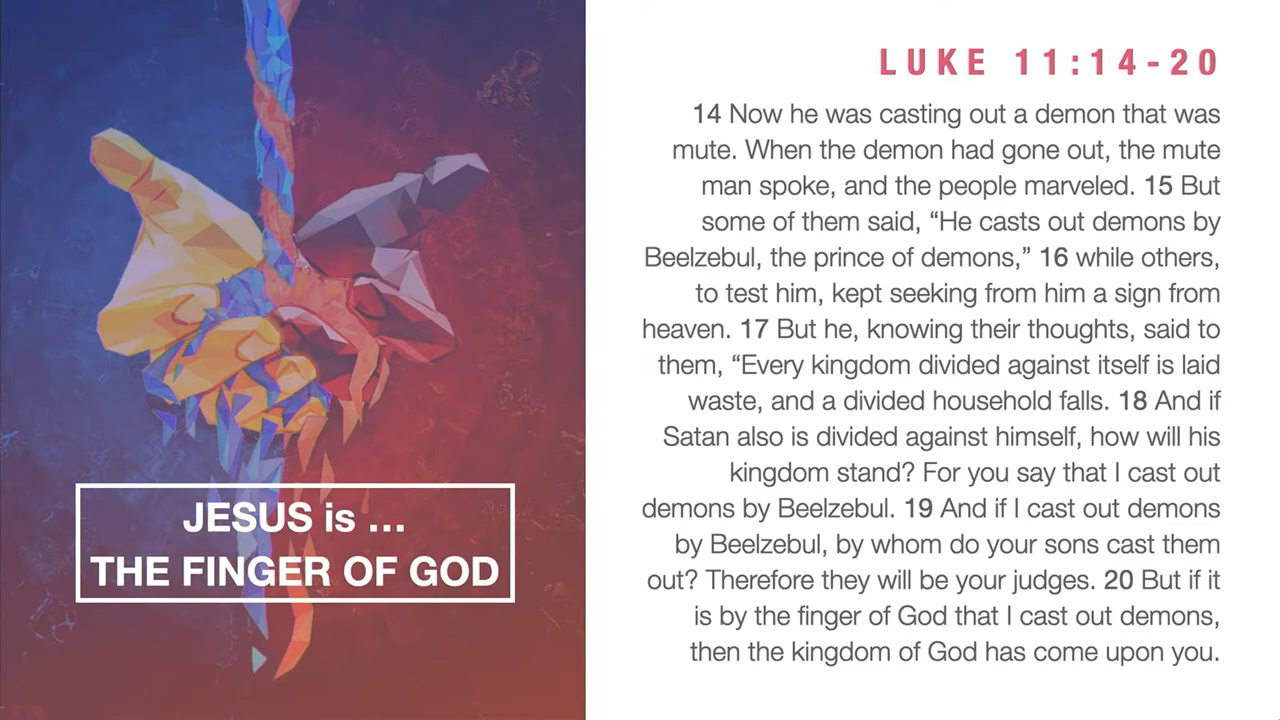 JESUS is ...
THE FINGER OF GOD
LUKE 11:14-20
14 Now he was casting out a demon that was
mute. When the demon had gone out, the mute
man spoke, and the people marveled. 15 But
some of them said, “He casts out demons by
Beelzebul, the prince of demons,” 16 while others,
to test him, kept seeking from him a sign from
heaven. 17 But he, knowing their thoughts, said to
them, “Every kingdom divided against itself is laid
waste, and a divided household falls. 18 And if
Satan also is divided against himself, how will his
kingdom stand? For you say that I cast out
demons by Beelzebul. 19 And if I cast out demons
by Beelzebul, by whom do your sons cast them
out? Therefore they will be your judges. 20 But if it
is by the finger of God that I cast out demons,
then the kingdom of God has come upon you.